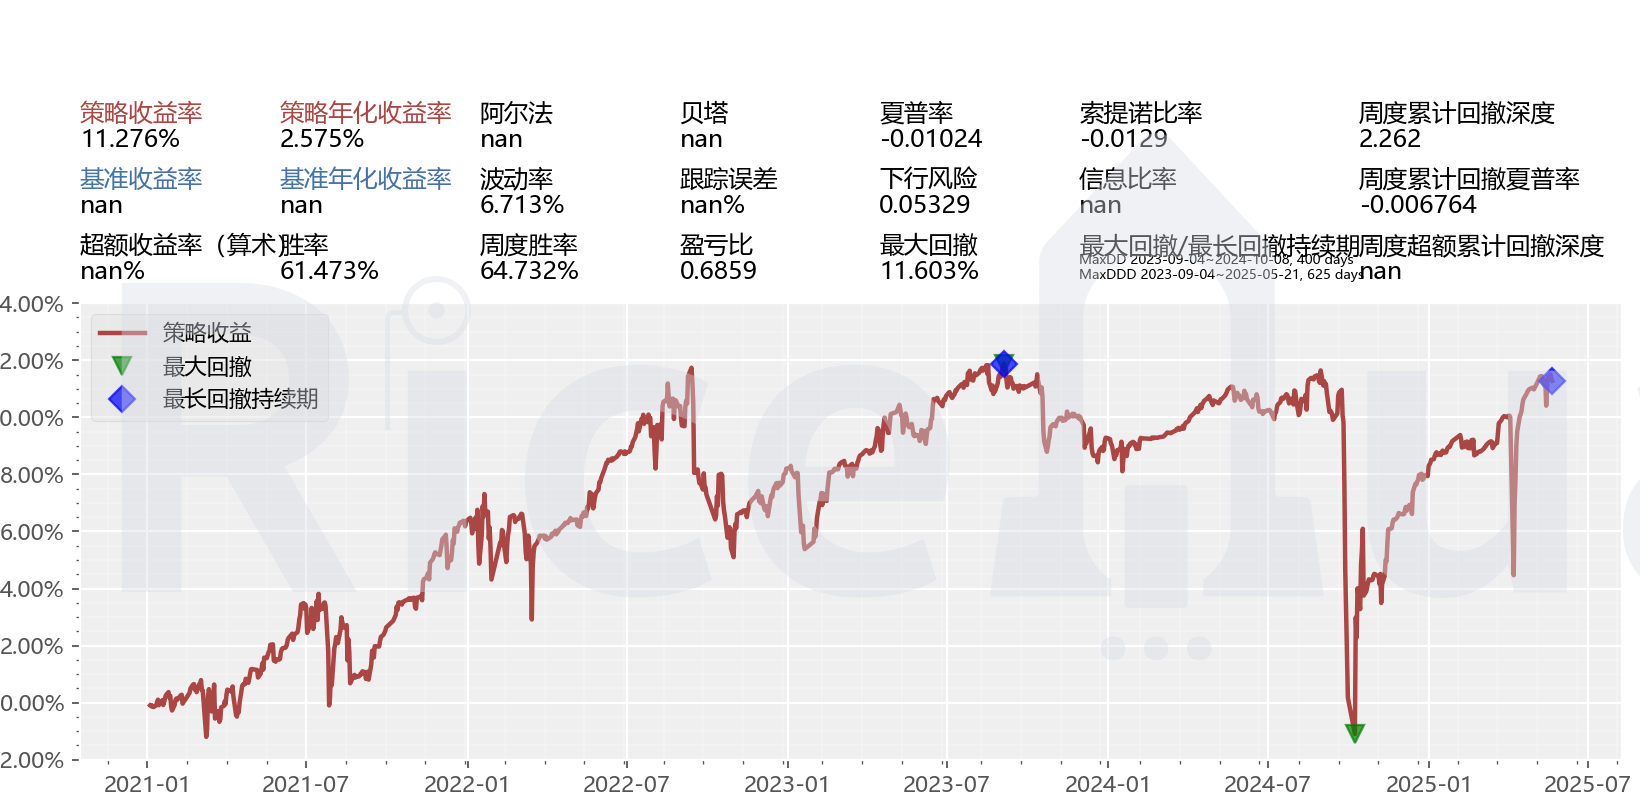 策略收益率 策略年化收益率 阿尔法 贝塔 夏普率 索提诺比率 周度累计回撤深度
11.276% 2.575% nan nan -0.01024 -0.0129 2.262
基准收益率 基准年化收益率 波动率 跟踪误差 下行风险 信息比率 周度累计回撤夏普率
nan nan 6.713% nan% 0.05329 nan -0.006764
超额收益率（算术） 胜率 周度胜率 盈亏比 最大回撤 最大回撤/最长回撤持续期 周度超额累计回撤深度
nan% 61.473% 64.732% 0.6859 11.603% nan
MaxDD 2023-09-04~2024-10-08, 400 days
MaxDDD 2023-09-04~2025-05-21, 625 days
4.00%
2.00%
0.00%
8.00%
6.00%
4.00%
2.00%
0.00%
2.00%
策略收益
最大回撤
最长回撤持续期
2021-01 2021-07 2022-01 2022-07 2023-01 2023-07 2024-01 2024-07 2025-01 2025-07